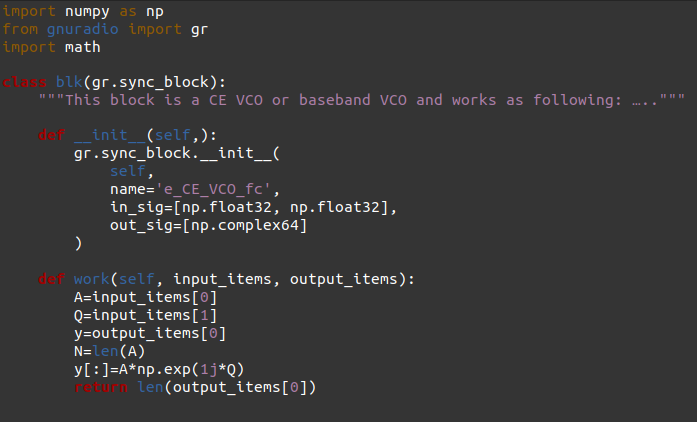 import numpy as np
from gnuradio import gr
import math
class blk(gr.sync_block):
"""This block is a CE VCO or baseband VCO and works as following: ….."""
def __init__(self,):
gr.sync_block.__init__(
self,
name='e_CE_VCO_fc',
in_sig=[np.float32, np.float32],
out_sig=[np.complex64]
)
def work(self, input_items, output_items):
A=input_items[0]
Q=input_items[1]
y=output_items[0]
N=len(A)
y[:]=A*np.exp(1j*Q)
return len(output_items[0])